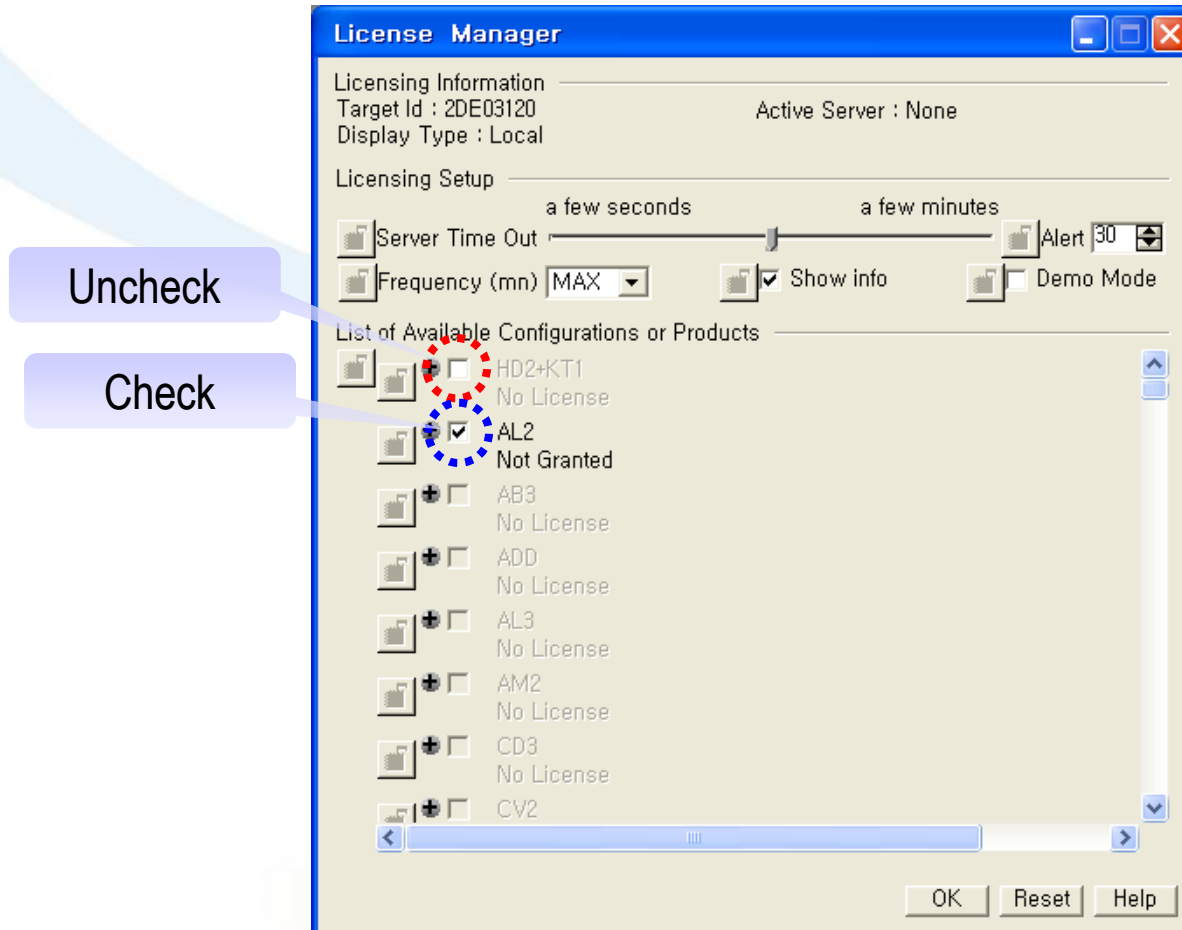 License Manager
Licensing Information
Target Id : 2DE03120 Active Server : None
Display Type : Local
Licensing Setup
a few seconds a few minutes
Server Time Out Alert 30
Frequency (mn) MAX Show info Demo Mode
Uncheck
List of Available Configurations or Products
HD2+KT1
No License
Check
AL2
Not Granted
AB3
No License
ADD
No License
AL3
No License
AM2
No License
CD3
No License
CV2
OK Reset Help